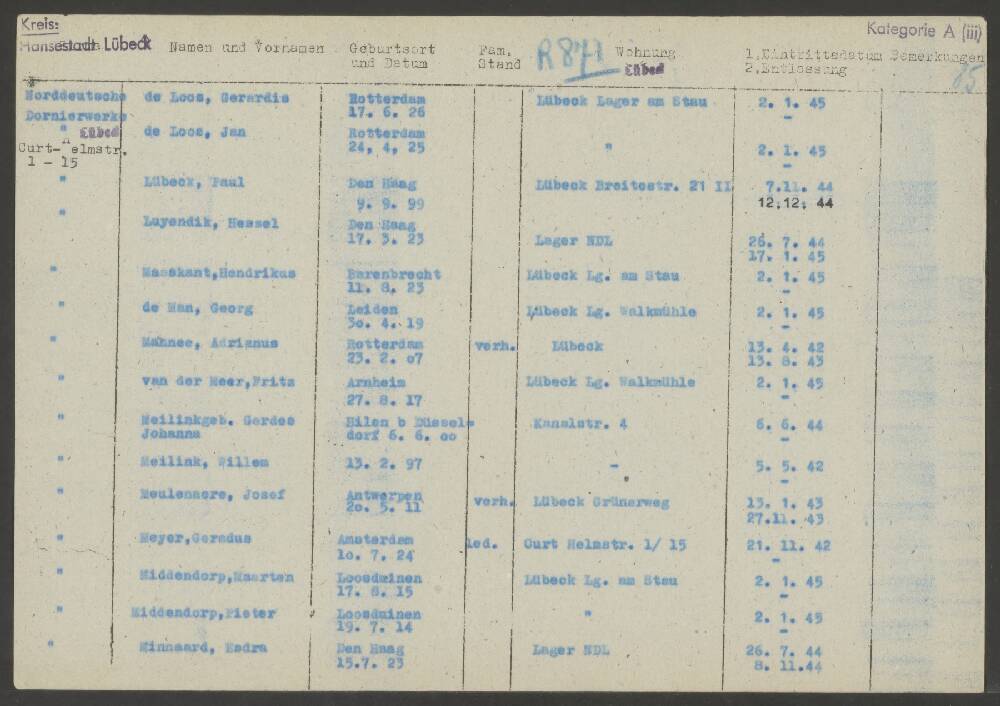 Kreis:
Hansestadt Lübeck
Kategorie A (iii)
Namen und Vornamen Geburtsort und Datum Fam. Stand R 871 Wohnung Lübeck 1.Eintrittsdatum 2.Entlassung Bemerkungen
85
Norddeutsche Dornierwerke de Loos, Gerardis Rotterdam 17. 6. 26 Lübeck Lager am Stau 2. 1. 45 -
" Lübeck Curt-Helmstr. 1 - 15 de Loos, Jan Rotterdam 24, 4, 25 " 2. 1. 45 -
" Lübeck, Paul Den Haag 9. 9. 99 Lübeck Breitestr. 21 II 7.11. 44 12.12. 44
" Luyendik, Hessel Den Haag 17. 3. 23 Lager NDL 26. 7. 44 17. 1. 45
" Maaskant,Hendrikus Barenbrecht 11. 8. 23 Lübeck Lg. am Stau 2. 1. 45 -
" de Man, Georg Leiden 3o. 4. 19 Lübeck Lg. Walkmühle 2. 1. 45 -
" Mahnee, Adrianus Rotterdam 23. 2. o7 verh. Lübeck 13. 4. 42 13. 8. 43
" van der Meer,Frits Arnheim 27. 8. 17 Lübeck Lg. Walkmühle 2. 1. 45 -
" Meilinkgeb. Gerdes Johanna Hilen b Düssel-dorf 6. 6. oo Kanalstr. 4 6. 6. 44 -
" Meilink, Willem 13. 2. 97 - 5. 5. 42 -
" Meulenaere, Josef Antwerpen 2o. 5. 11 verh. Lübeck Grünerweg 13. 1. 43 27.11. 43
" Meyer,Geradus Amsterdam 1o. 7. 24 led. Curt Helmstr. 1/ 15 21. 11. 42 -
" Middendorp,Maarten Loosduinen 17. 8. 15 Lübeck Lg. am Stau 2. 1. 45 -
" Middendorp,Pieter Loosduinen 19. 7. 14 " 2. 1. 45 -
" Minnaard, Esdra Den Haag 15.7. 23 Lager NDL 26. 7. 44 8. 11.44